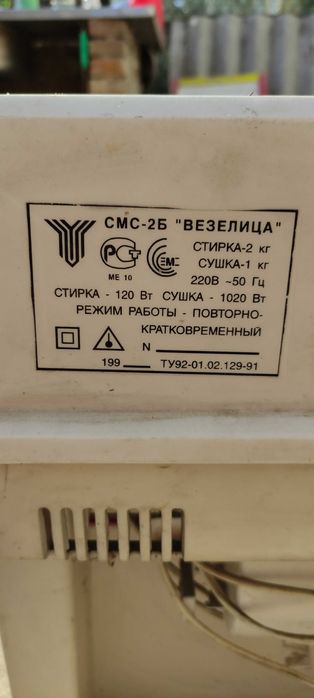 СМС-2Б "ВЕЗЕЛИЦА"
СТИРКА-2 кг
СУШКА-1 кг
МЕ 10
220В ~50 Гц
СТИРКА - 120 Вт СУШКА - 1020 Вт
РЕЖИМ РАБОТЫ - ПОВТОРНО-
КРАТКОВРЕМЕННЫЙ
N
199 ТУ92-01.02.129-91